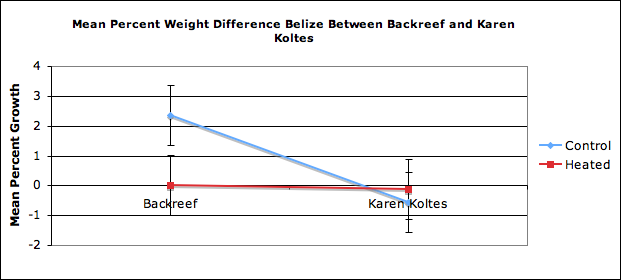 Mean Percent Weight Difference Belize Between Backreef and Karen
Koltes
Mean Percent Growth
4
3
2
1
0
-1
-2
Backreef
Karen Koltes
Control
Heated